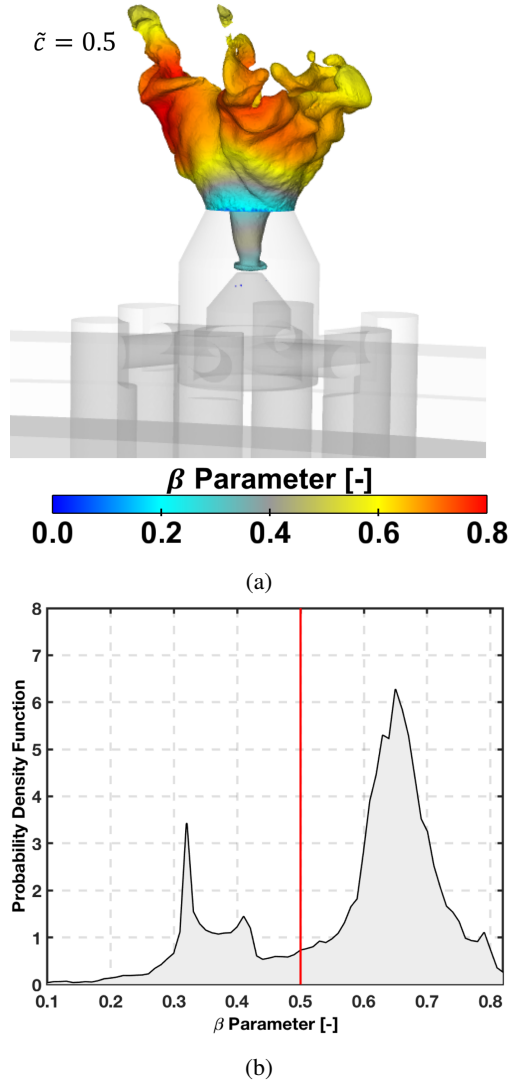 c̃ = 0.5
β Parameter [-]
0.0 0.2 0.4 0.6 0.8
(a)
8
7
6
5
4
3
2
1
0
Probability Density Function
0.1 0.2 0.3 0.4 0.5 0.6 0.7 0.8
β Parameter [-]
(b)